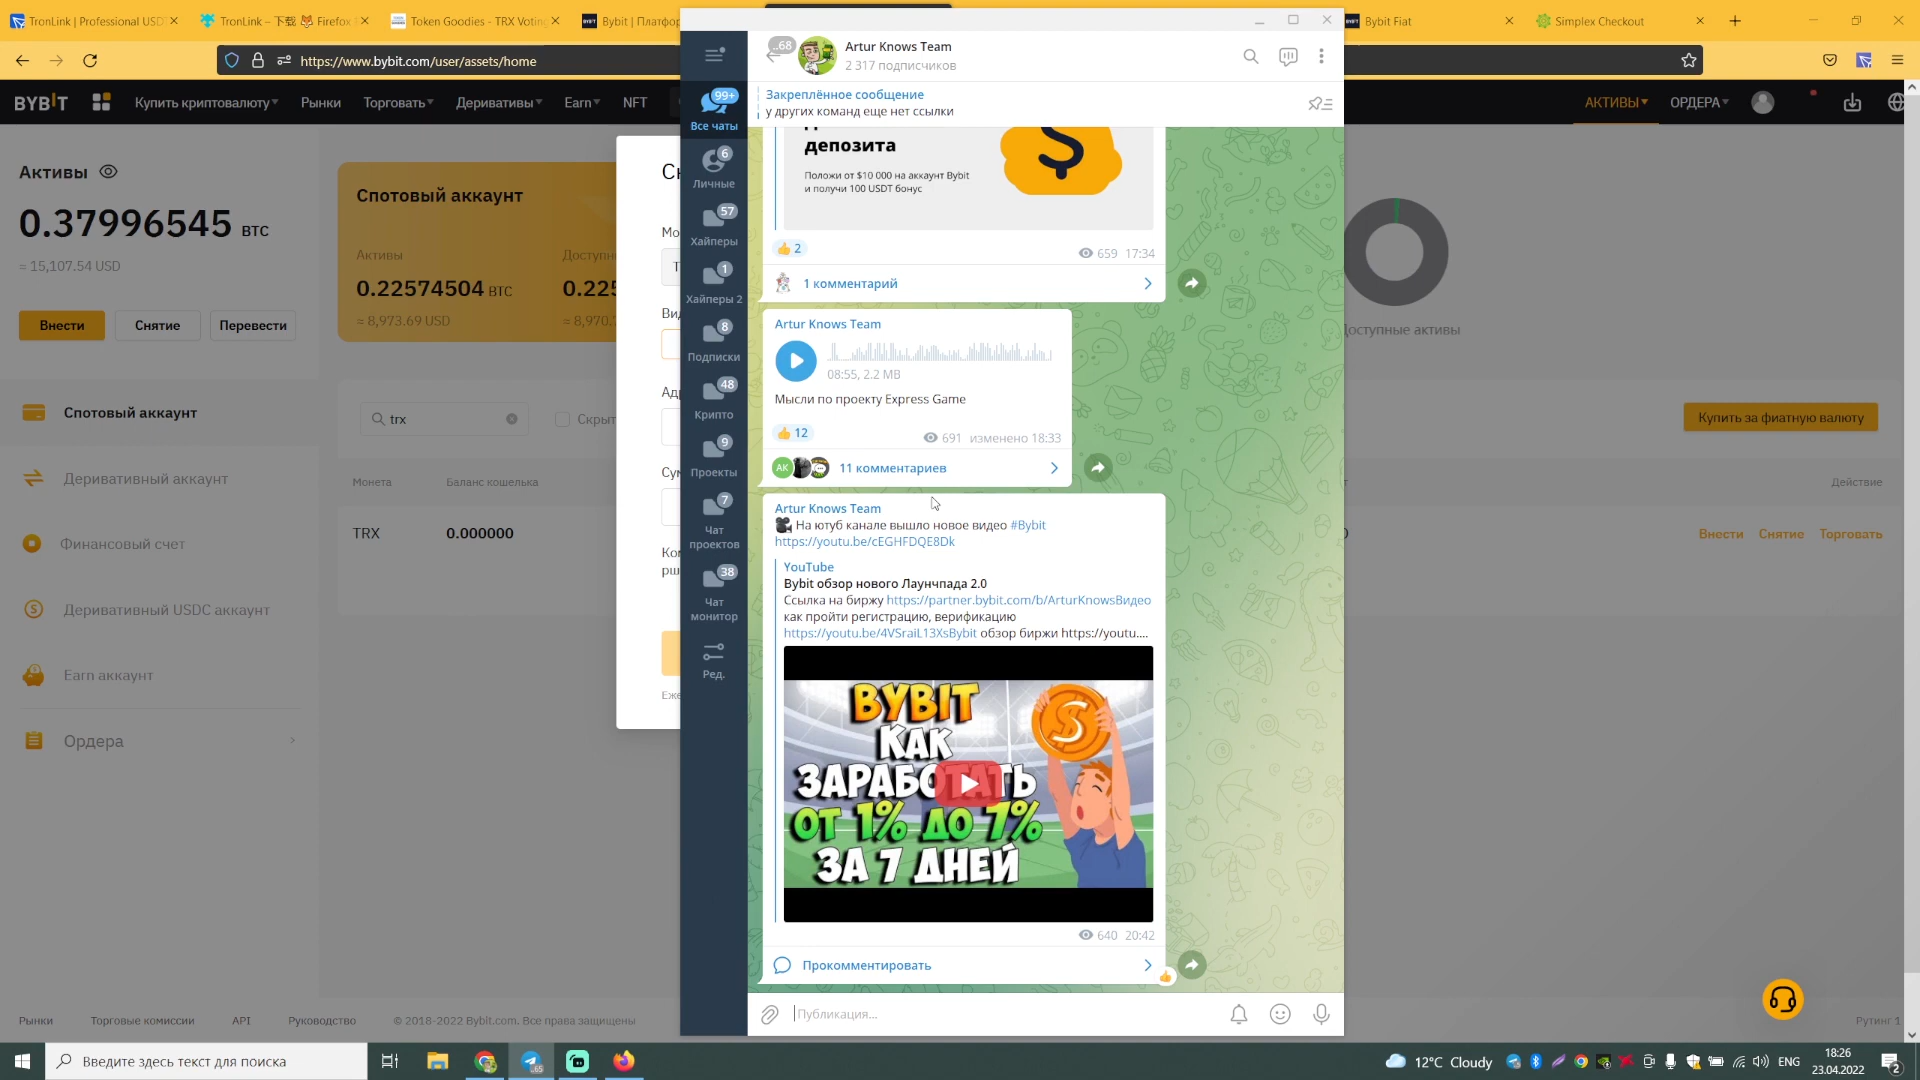 TronLink | Professional USD
TronLink – 下载 🦊 Firefox
Token Goodies - TRX Voting
Bybit | Платфор
Bybit Fiat
Simplex Checkout
https://www.bybit.com/user/assets/home
BYBIT
Купить криптовалюту
Рынки
Торговать
Деривативы
Earn
NFT
АКТИВЫ
ОРДЕРА
Активы
0.37996545 BTC
≈ 15,107.54 USD
Внести
Снятие
Перевести
Спотовый аккаунт
Деривативный аккаунт
Финансовый счет
Деривативный USDC аккаунт
Earn аккаунт
Ордера
Спотовый аккаунт
Активы
Доступн
0.22574504 BTC
0.225
≈ 8,973.69 USD
≈ 8,970.
trx
Скрыт
Монета
Баланс кошелька
TRX
0.000000
Доступные активы
Купить за фиатную валюту
Действие
Внести
Снятие
Торговать
..68
Artur Knows Team
2 317 подписчиков
Закреплённое сообщение
у других команд еще нет ссылки
99+
Все чаты
6
Личные
57
Хайперы
1
Хайперы 2
8
Подписки
48
Крипто
9
Проекты
7
Чат
проектов
38
Чат
монитор
Ред.
депозита
Положи от $10 000 на аккаунт Bybit
и получи 100 USDT бонус
2
659 17:34
1 комментарий
Artur Knows Team
08:55, 2.2 MB
Мысли по проекту Express Game
12
691 изменено 18:33
AK
11 комментариев
Artur Knows Team
На ютуб канале вышло новое видео #Bybit
https://youtu.be/cEGHFDQE8Dk
YouTube
Bybit обзор нового Лаунчпада 2.0
Ссылка на биржу https://partner.bybit.com/b/ArturKnowsВидео
как пройти регистрацию, верификацию
https://youtu.be/4VSraiL13XsBybit обзор биржи https://youtu....
BYBIT
КАК
ЗАРАБОТАТЬ
ОТ 1% ДО 7%
ЗА 7 ДНЕЙ
640 20:42
Прокомментировать
Публикация...
Рынки
Торговые комиссии
API
Руководство
© 2018-2022 Bybit.com. Все права защищены
Рутинг 1
Введите здесь текст для поиска
12°C Cloudy
ENG
18:26
23.04.2022
2